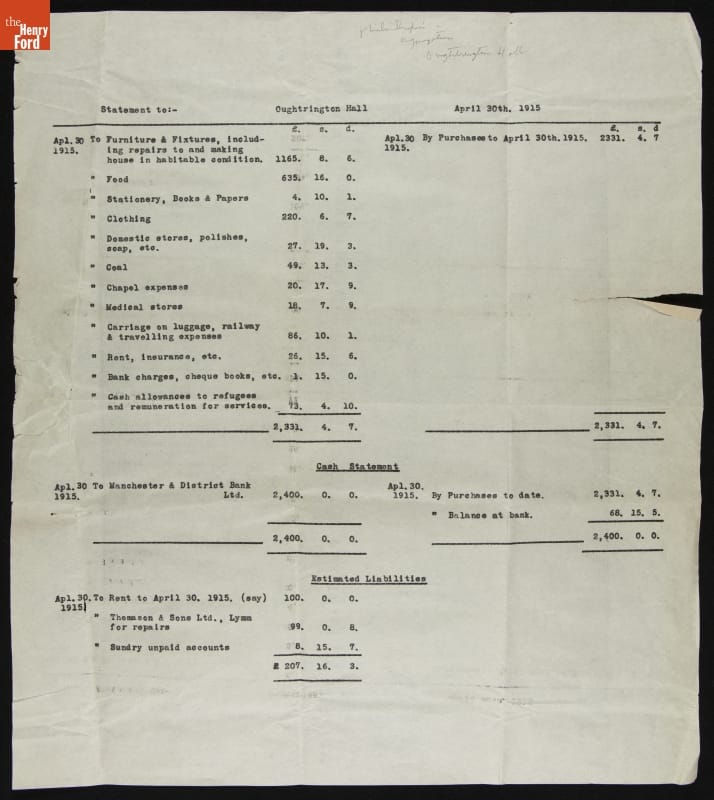 the
Henry
Ford
Oughtrington Hall
Statement to:- Oughtrington Hall April 30th. 1915
£. s. d. £. s. d
Apl.30 To Furniture & Fixtures, includ- Apl.30 By Purchases to April 30th.1915. 2331. 4. 7
1915. ing repairs to and making 1915.
house in habitable condition. 1165. 8. 6.
" Food 635. 16. 0.
" Stationery, Books & Papers 4. 10. 1.
" Clothing 220. 6. 7.
" Domestic stores, polishes,
soap, etc. 27. 19. 3.
" Coal 49. 13. 3.
" Chapel expenses 20. 17. 9.
" Medical stores 18. 7. 9.
" Carriage on luggage, railway
& travelling expenses 86. 10. 1.
" Rent, insurance, etc. 26. 15. 6.
" Bank charges, cheque books, etc. 1. 15. 0.
" Cash allowances to refugees
and remuneration for services. 73. 4. 10.
2,331. 4. 7. 2,331. 4. 7.
Cash Statement
Apl.30 To Manchester & District Bank Apl.30.
1915. Ltd. 2,400. 0. 0. 1915. By Purchases to date. 2,331. 4. 7.
" Balance at bank. 68. 15. 5.
2,400. 0. 0. 2,400. 0. 0.
Estimated Liabilities
Apl.30. To Rent to April 30. 1915. (say) 100. 0. 0.
1915.
" Thomason & Sons Ltd., Lymm
for repairs 99. 0. 8.
" Sundry unpaid accounts 8. 15. 7.
£ 207. 16. 3.